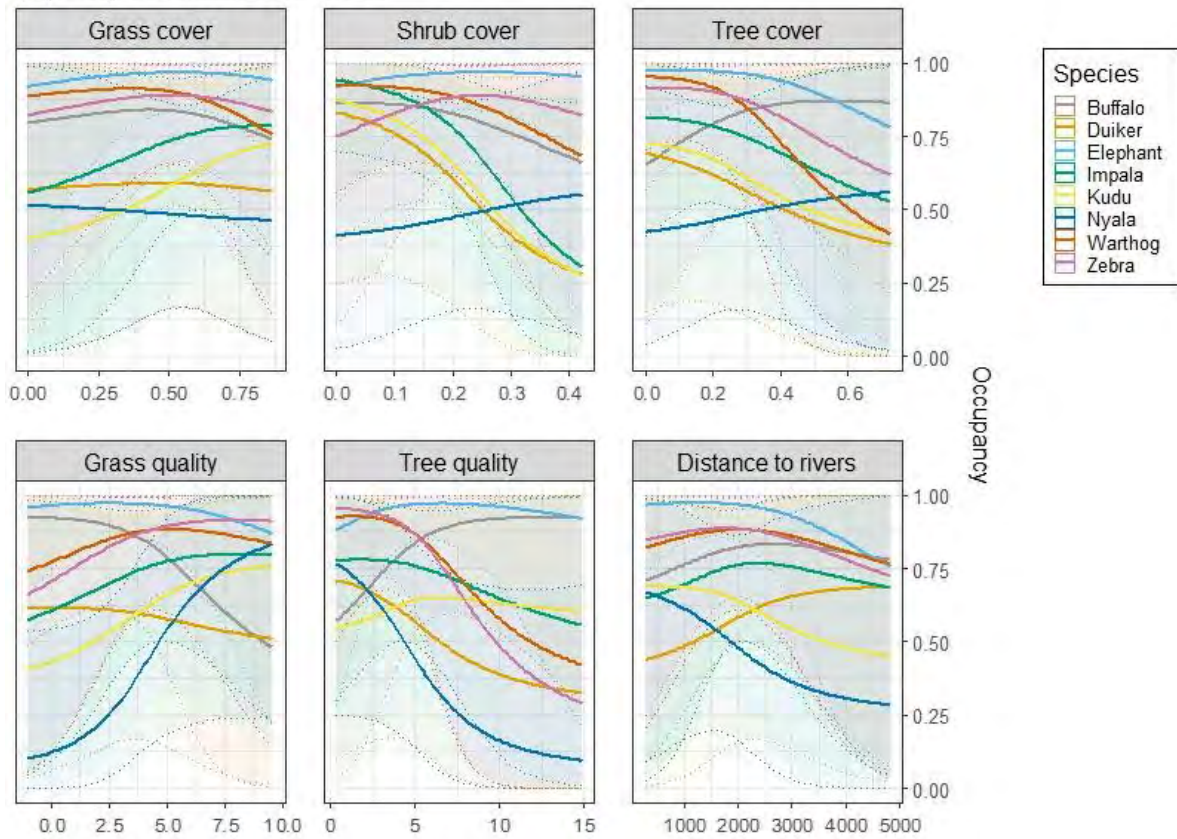 Grass cover
Shrub cover
Tree cover
1.00
0.75
0.50
0.25
0.00
0.00 0.25 0.50 0.75
0.0 0.1 0.2 0.3 0.4
0.0 0.2 0.4 0.6
Species
Buffalo
Duiker
Elephant
Impala
Kudu
Nyala
Warthog
Zebra
Occupancy
Grass quality
Tree quality
Distance to rivers
1.00
0.75
0.50
0.25
0.00
0.0 2.5 5.0 7.5 10.0
0 5 10 15
1000 2000 3000 4000 5000